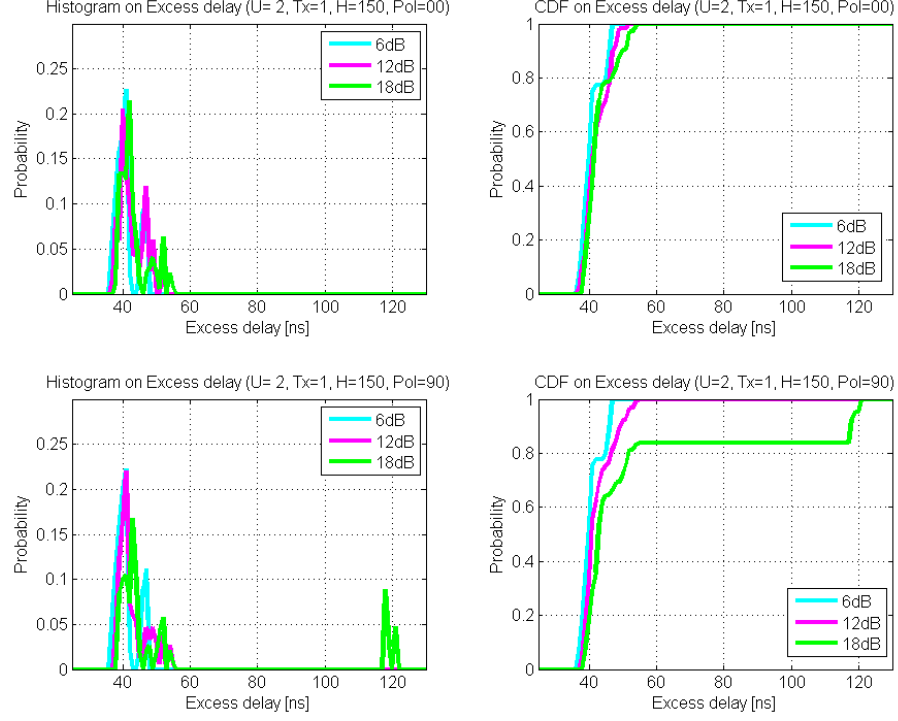 Histogram on Excess delay (U= 2, Tx=1, H=150, Pol=00)
0.25
0.2
0.15
0.1
0.05
0
Probability
6dB
12dB
18dB
40 60 80 100 120
Excess delay [ns]
CDF on Excess delay (U=2, Tx=1, H=150, Pol=00)
1
0.8
0.6
0.4
0.2
0
Probability
6dB
12dB
18dB
40 60 80 100 120
Excess delay [ns]
Histogram on Excess delay (U= 2, Tx=1, H=150, Pol=90)
0.25
0.2
0.15
0.1
0.05
0
Probability
6dB
12dB
18dB
40 60 80 100 120
Excess delay [ns]
CDF on Excess delay (U=2, Tx=1, H=150, Pol=90)
1
0.8
0.6
0.4
0.2
0
Probability
6dB
12dB
18dB
40 60 80 100 120
Excess delay [ns]